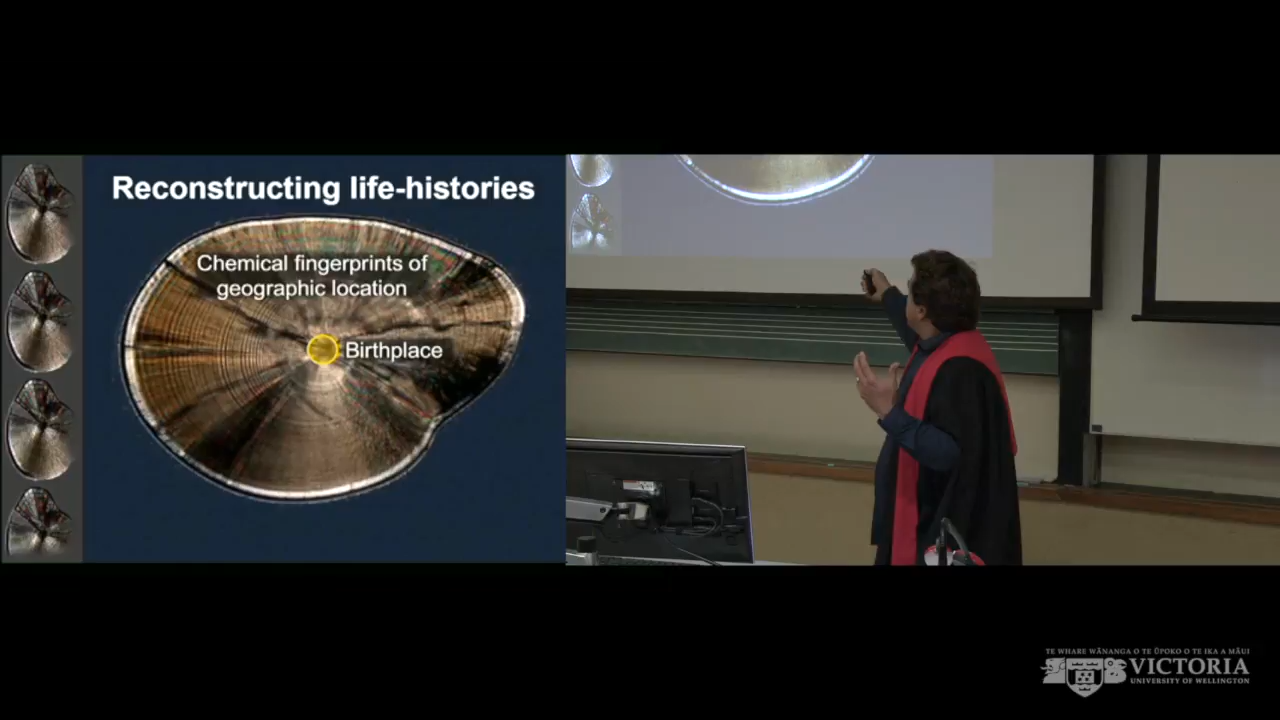 Reconstructing life-histories
Chemical fingerprints of
geographic location
Birthplace
TE WHARE WĀNANGA O TE ŪPOKO O TE IKA A MĀUI
VICTORIA
UNIVERSITY OF WELLINGTON